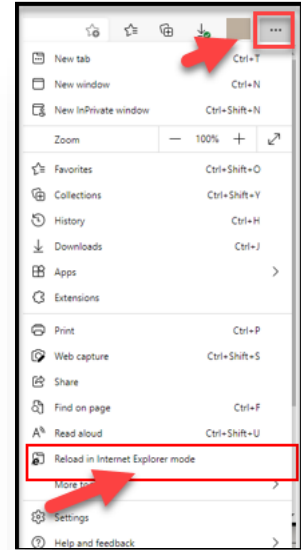 New tab Ctrl+T
New window Ctrl+N
New InPrivate window Ctrl+Shift+N
Zoom — 100% +
Favorites Ctrl+Shift+O
Collections Ctrl+Shift+Y
History Ctrl+H
Downloads Ctrl+J
Apps
Extensions
Print Ctrl+P
Web capture Ctrl+Shift+S
Share
Find on page Ctrl+F
Read aloud Ctrl+Shift+U
Reload in Internet Explorer mode
More
Settings
Help and feedback